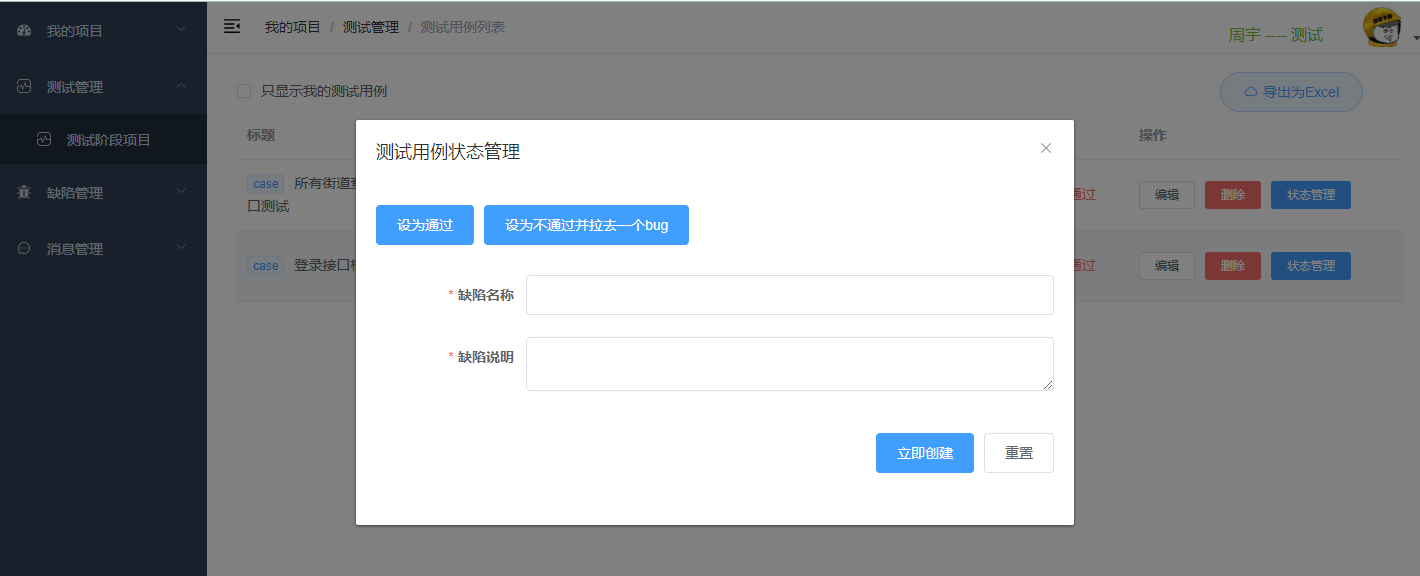 我的项目
测试管理
测试阶段项目
缺陷管理
消息管理
我的项目 / 测试管理 / 测试用例列表
周宇 ---- 测试
只显示我的测试用例
导出为Excel
标题
操作
case 所有街道查
口测试
通过
编辑 删除 状态管理
case 登录接口
通过
编辑 删除 状态管理
测试用例状态管理
设为通过
设为不通过并拉去一个bug
* 缺陷名称
* 缺陷说明
立即创建
重置